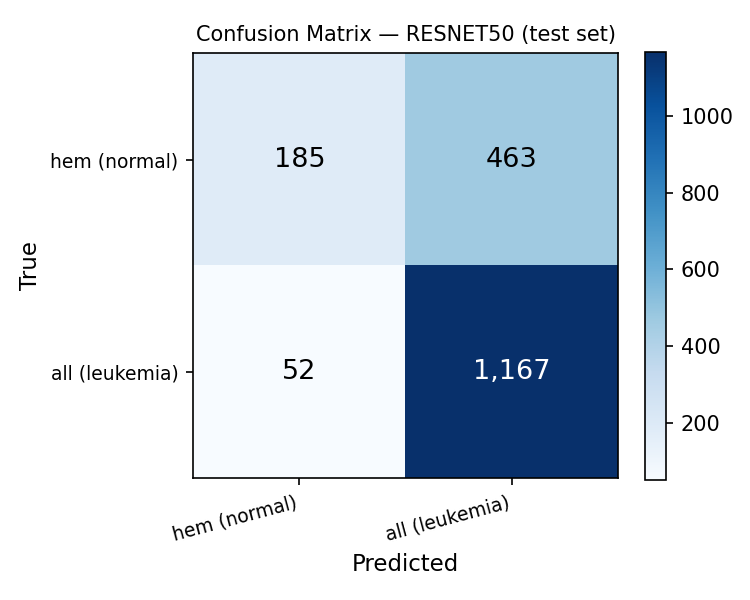 Confusion Matrix — RESNET50 (test set)
hem (normal)
185
463
all (leukemia)
52
1,167
True
hem (normal)
all (leukemia)
Predicted
1000
800
600
400
200